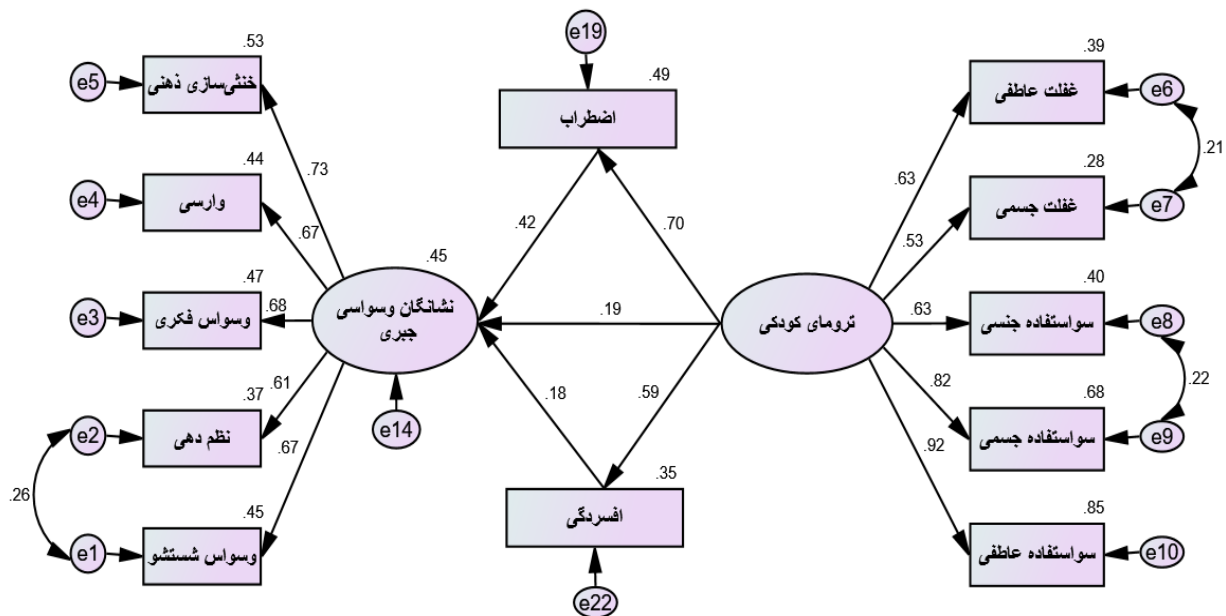 .53
e5
خنثی‌سازی ذهنی
.44
e4
وارسی
.73
.67
.47
e3
وسواس فکری
.68
.37
e2
نظم دهی
.61
.26
.45
e1
وسواس شستشو
.67
.45
نشانگان وسواسی
جبری
e14
e19
.49
اضطراب
.42
.70
.19
.18
.59
.35
افسردگی
e22
ترومای کودکی
.39
غفلت عاطفی
e6
.63
.21
.28
غفلت جسمی
e7
.53
.40
سواستفاده جنسی
e8
.63
.22
.68
سواستفاده جسمی
e9
.82
.92
.85
سواستفاده عاطفی
e10